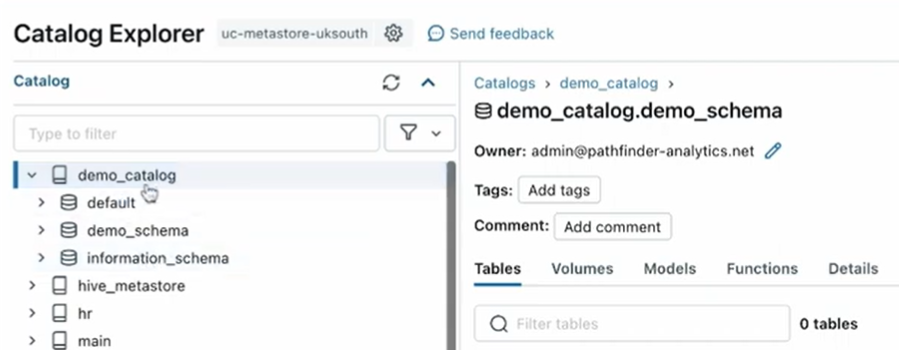 Catalog Explorer uc-metastore-uksouth Send feedback
Catalog
Type to filter
demo_catalog
default
demo_schema
information_schema
hive_metastore
hr
main
Catalogs > demo_catalog >
demo_catalog.demo_schema
Owner: admin@pathfinder-analytics.net
Tags: Add tags
Comment: Add comment
Tables Volumes Models Functions Details
Filter tables 0 tables